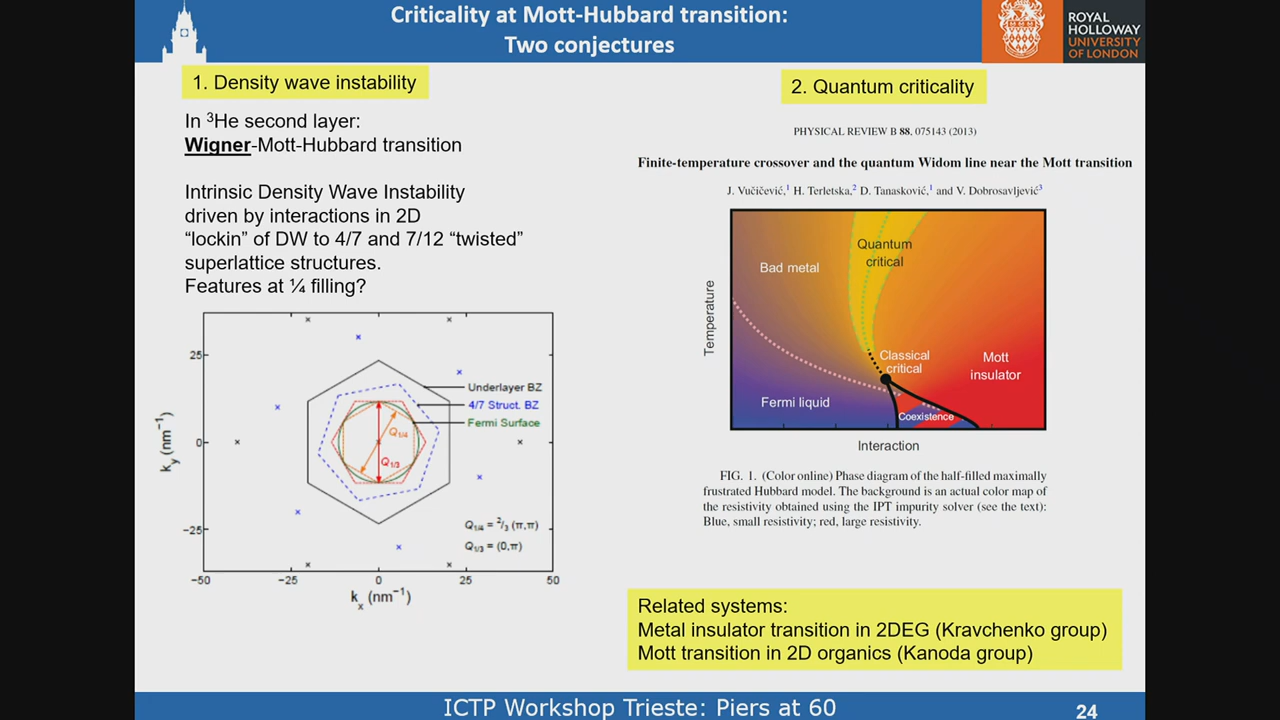 Criticality at Mott-Hubbard transition:
Two conjectures
ROYAL
HOLLOWAY
UNIVERSITY
OF LONDON
1. Density wave instability
In ³He second layer:
Wigner-Mott-Hubbard transition
Intrinsic Density Wave Instability
driven by interactions in 2D
“lockin” of DW to 4/7 and 7/12 “twisted”
superlattice structures.
Features at ¼ filling?
25
0
−25
−50
−25
0
25
50
k_y (nm⁻¹)
k_x (nm⁻¹)
Underlayer BZ
4/7 Struct. BZ
Fermi Surface
Q_1/4
Q_1/3
Q_1/4 = ²/₃ (π,π)
Q_1/3 = (0,π)
2. Quantum criticality
PHYSICAL REVIEW B 88, 075143 (2013)
Finite-temperature crossover and the quantum Widom line near the Mott transition
J. Vučičević,¹ H. Terletska,² D. Tanasković,¹ and V. Dobrosavljević³
Temperature
Bad metal
Quantum
critical
Classical
critical
Mott
insulator
Fermi liquid
Coexistence
Interaction
FIG. 1. (Color online) Phase diagram of the half-filled maximally
frustrated Hubbard model. The background is an actual color map of
the resistivity obtained using the IPT impurity solver (see the text):
Blue, small resistivity; red, large resistivity.
Related systems:
Metal insulator transition in 2DEG (Kravchenko group)
Mott transition in 2D organics (Kanoda group)
ICTP Workshop Trieste: Piers at 60
24